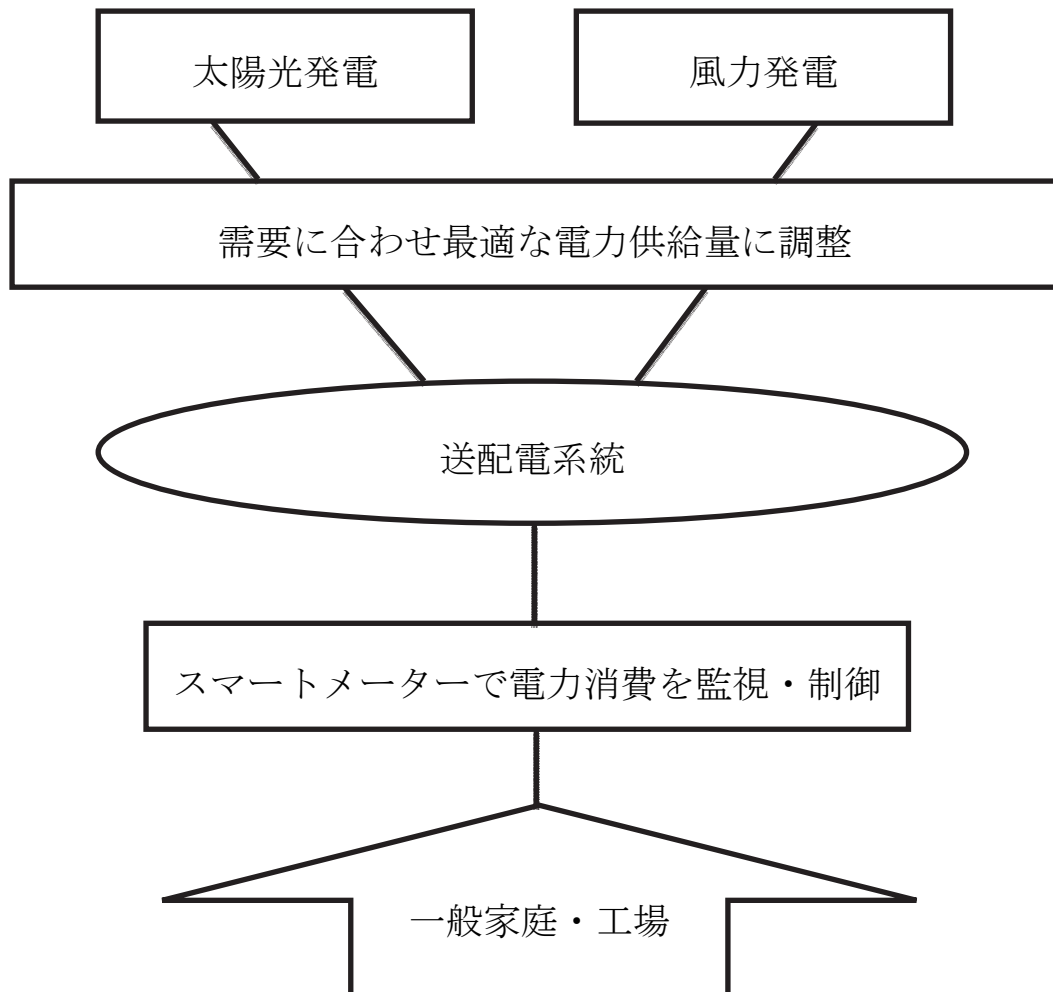 太陽光発電
風力発電
需要に合わせ最適な電力供給量に調整
送配電系統
スマートメーターで電力消費を監視・制御
一般家庭・工場